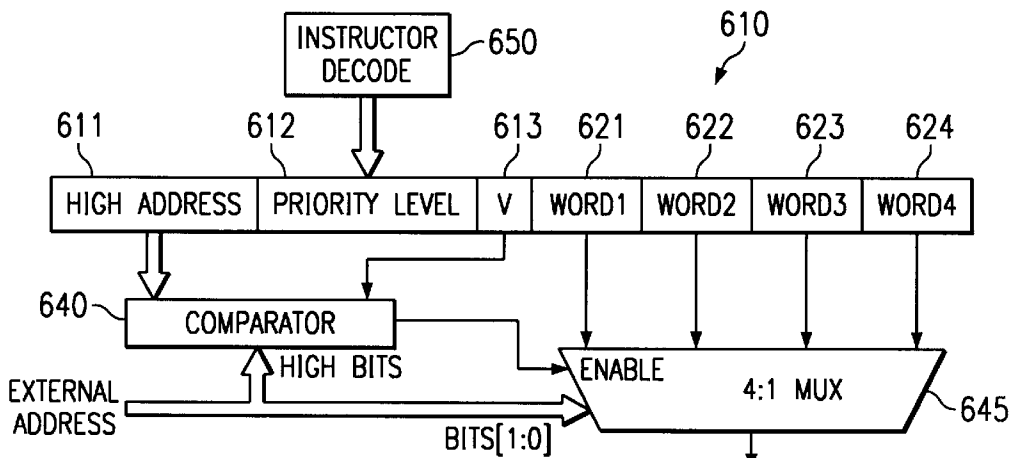 INSTRUCTOR
DECODE
650
610
611
612
613
621
622
623
624
HIGH ADDRESS
PRIORITY LEVEL
V
WORD1
WORD2
WORD3
WORD4
640
COMPARATOR
HIGH BITS
ENABLE
4:1 MUX
645
EXTERNAL
ADDRESS
BITS[1:0]